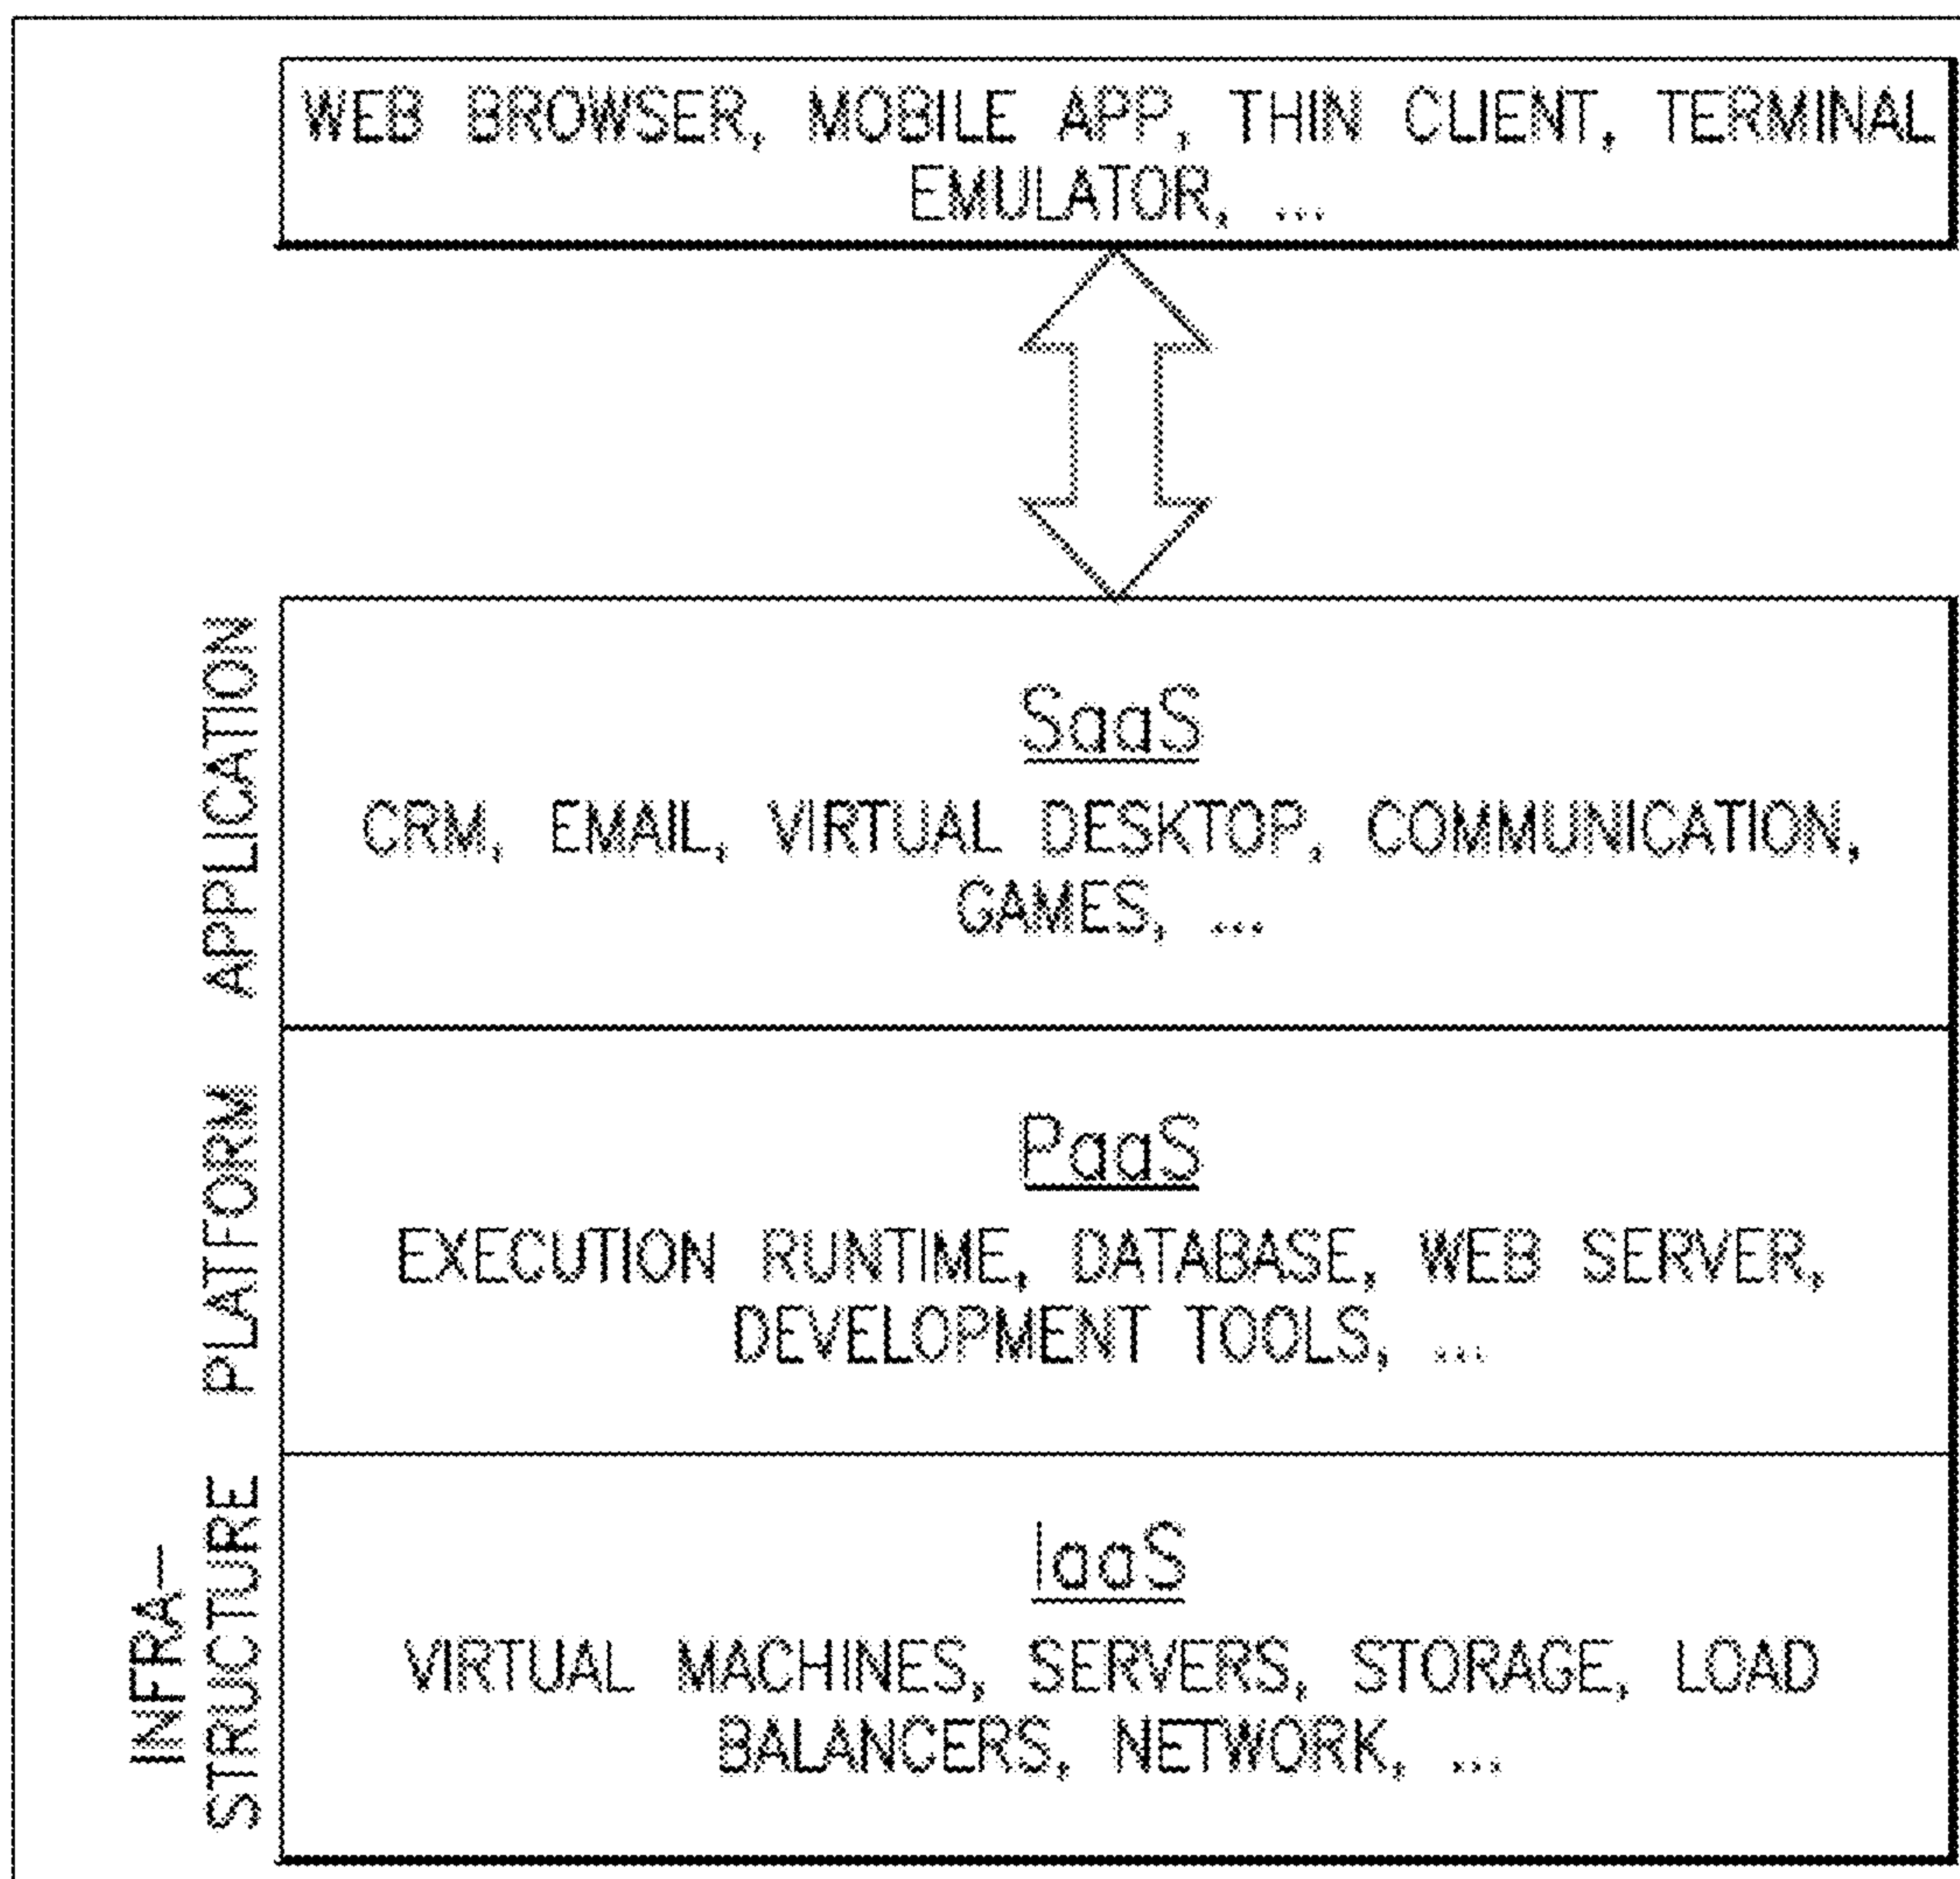 WEB BROWSER, MOBILE APP, THIN CLIENT, TERMINAL
EMULATOR, ...
APPLICATION
SaaS
CRM, EMAIL, VIRTUAL DESKTOP, COMMUNICATION,
GAMES, ...
PLATFORM
PaaS
EXECUTION RUNTIME, DATABASE, WEB SERVER,
DEVELOPMENT TOOLS, ...
INFRA-
STRUCTURE
IaaS
VIRTUAL MACHINES, SERVERS, STORAGE, LOAD
BALANCERS, NETWORK, ...